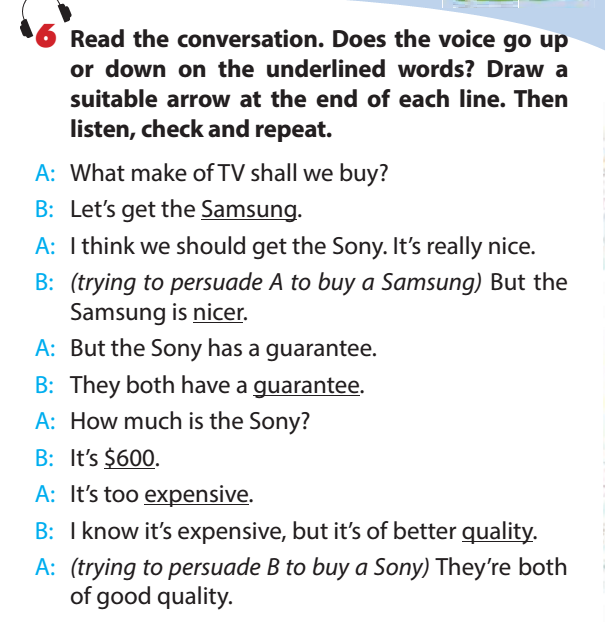 6 Read the conversation. Does the voice go up
or down on the underlined words? Draw a
suitable arrow at the end of each line. Then
listen, check and repeat.
A: What make of TV shall we buy?
B: Let's get the Samsung.
A: I think we should get the Sony. It's really nice.
B: (trying to persuade A to buy a Samsung) But the
Samsung is nicer.
A: But the Sony has a guarantee.
B: They both have a guarantee.
A: How much is the Sony?
B: It's $600.
A: It's too expensive.
B: I know it's expensive, but it's of better quality.
A: (trying to persuade B to buy a Sony) They're both
of good quality.